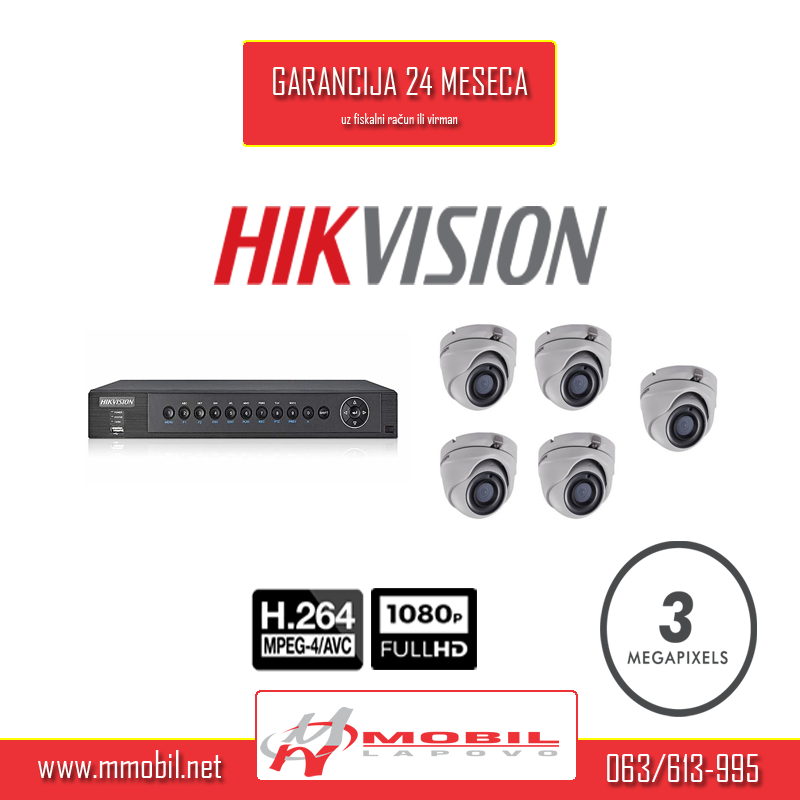 GARANCIJA 24 MESECA
uz fiskalni račun ili virman
HIKVISION
HIKVISION
H.264
MPEG-4/AVC
1080p
FULLHD
3
MEGAPIXELS
MOBIL
LAPOVO
www.mmobil.net
063/613-995